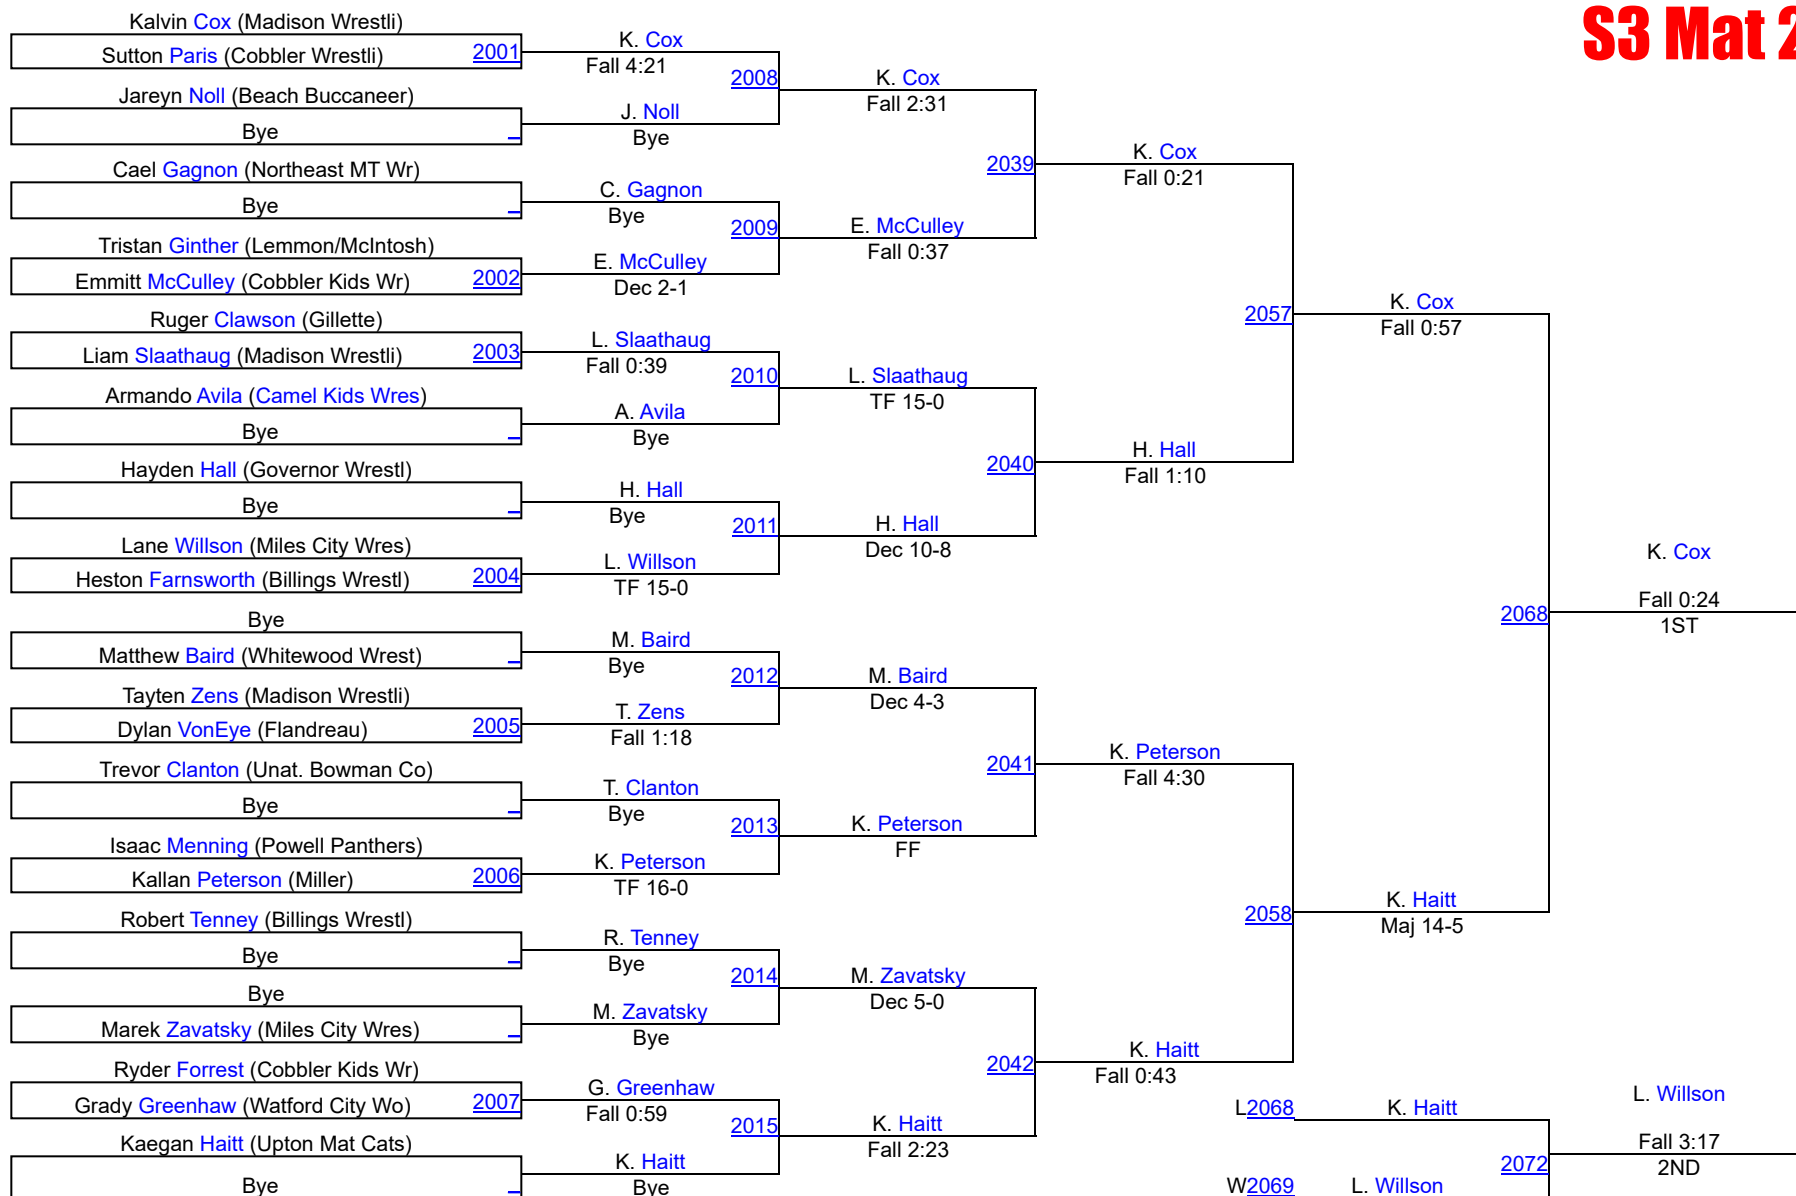 S3 Mat 2
Kalvin Cox (Madison Wrestli)
Sutton Paris (Cobbler Wrestli) 2001
Jareyn Noll (Beach Buccaneer)
Bye
Cael Gagnon (Northeast MT Wr)
Bye
Tristan Ginther (Lemmon/McIntosh)
Emmitt McCulley (Cobbler Kids Wr) 2002
Ruger Clawson (Gillette)
Liam Slaathaug (Madison Wrestli) 2003
Armando Avila (Camel Kids Wres)
Bye
Hayden Hall (Governor Wrestl)
Bye
Lane Willson (Miles City Wres)
Heston Farnsworth (Billings Wrestl) 2004
Bye
Matthew Baird (Whitewood Wrest)
Tayten Zens (Madison Wrestli)
Dylan VonEye (Flandreau) 2005
Trevor Clanton (Unat. Bowman Co)
Bye
Isaac Menning (Powell Panthers)
Kallan Peterson (Miller) 2006
Robert Tenney (Billings Wrestl)
Bye
Bye
Marek Zavatsky (Miles City Wres)
Ryder Forrest (Cobbler Kids Wr)
Grady Greenhaw (Watford City Wo) 2007
Kaegan Haitt (Upton Mat Cats)
Bye
K. Cox
Fall 4:21
2008
J. Noll
Bye
C. Gagnon
Bye
2009
E. McCulley
Dec 2-1
L. Slaathaug
Fall 0:39
2010
A. Avila
Bye
H. Hall
Bye
2011
L. Willson
TF 15-0
M. Baird
Bye
2012
T. Zens
Fall 1:18
T. Clanton
Bye
2013
K. Peterson
TF 16-0
R. Tenney
Bye
2014
M. Zavatsky
Bye
G. Greenhaw
Fall 0:59
2015
K. Haitt
Bye
K. Cox
Fall 2:31
2039
E. McCulley
Fall 0:37
L. Slaathaug
TF 15-0
2040
H. Hall
Dec 10-8
M. Baird
Dec 4-3
2041
K. Peterson
FF
M. Zavatsky
Dec 5-0
2042
K. Haitt
Fall 2:23
K. Cox
Fall 0:21
2057
H. Hall
Fall 1:10
K. Peterson
Fall 4:30
2058
K. Haitt
Fall 0:43
K. Cox
Fall 0:57
2068
K. Haitt
Maj 14-5
K. Cox
Fall 0:24
1ST
L2068 K. Haitt
2072
W2069 L. Willson
L. Willson
Fall 3:17
2ND